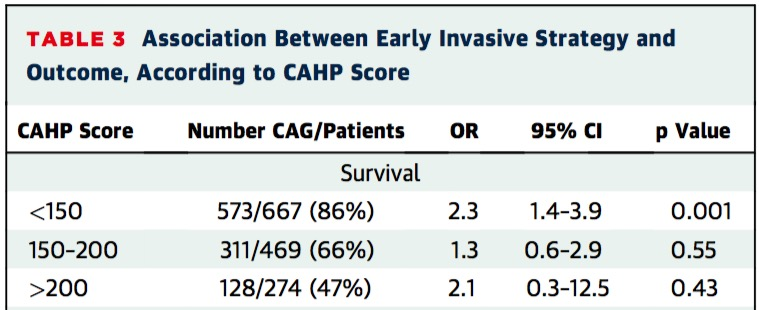 TABLE 3 Association Between Early Invasive Strategy and
Outcome, According to CAHP Score
CAHP Score Number CAG/Patients OR 95% CI p Value
Survival
<150 573/667 (86%) 2.3 1.4–3.9 0.001
150–200 311/469 (66%) 1.3 0.6–2.9 0.55
>200 128/274 (47%) 2.1 0.3–12.5 0.43